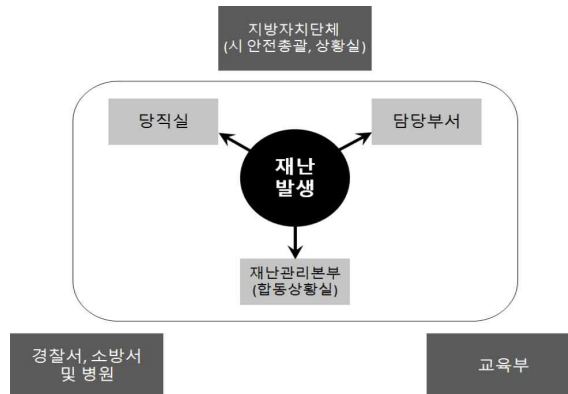 지방자치단체
(시 안전총괄, 상황실)
당직실
담당부서
재난
발생
재난관리본부
(합동상황실)
경찰서, 소방서
및 병원
교육부